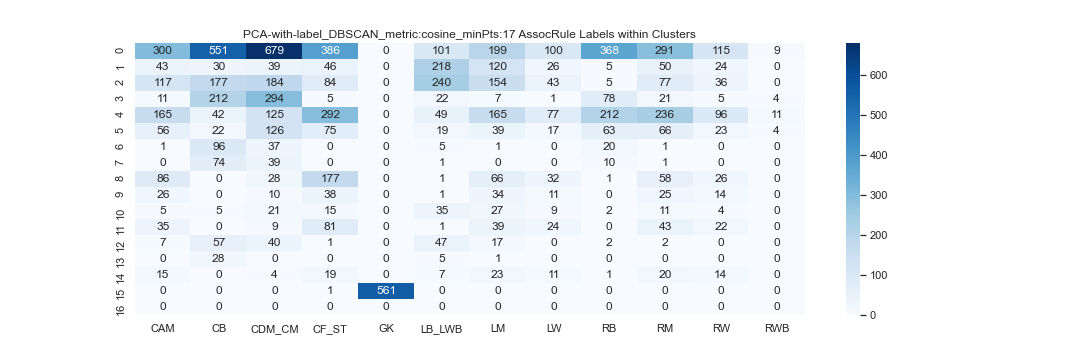 PCA-with-label_DBSCAN_metric:cosine_minPts:17 AssocRule Labels within Clusters
0 300 551 679 386 0 101 199 100 368 291 115 9
1 43 30 39 46 0 218 120 26 5 50 24 0
2 117 177 184 84 0 240 154 43 5 77 36 0
3 11 212 294 5 0 22 7 1 78 21 5 4
4 165 42 125 292 0 49 165 77 212 236 96 11
5 56 22 126 75 0 19 39 17 63 66 23 4
6 1 96 37 0 0 5 1 0 20 1 0 0
7 0 74 39 0 0 1 0 0 10 1 0 0
8 86 0 28 177 0 1 66 32 1 58 26 0
9 26 0 10 38 0 1 34 11 0 25 14 0
10 5 5 21 15 0 35 27 9 2 11 4 0
11 35 0 9 81 0 1 39 24 0 43 22 0
12 7 57 40 1 0 47 17 0 2 2 0 0
13 0 28 0 0 0 5 1 0 0 0 0 0
14 15 0 4 19 0 7 23 11 1 20 14 0
15 0 0 0 1 561 0 0 0 0 0 0 0
16 0 0 0 0 0 0 0 0 0 0 0 0
CAM CB CDM_CM CF_ST GK LB_LWB LM LW RB RM RW RWB
600
500
400
300
200
100
0